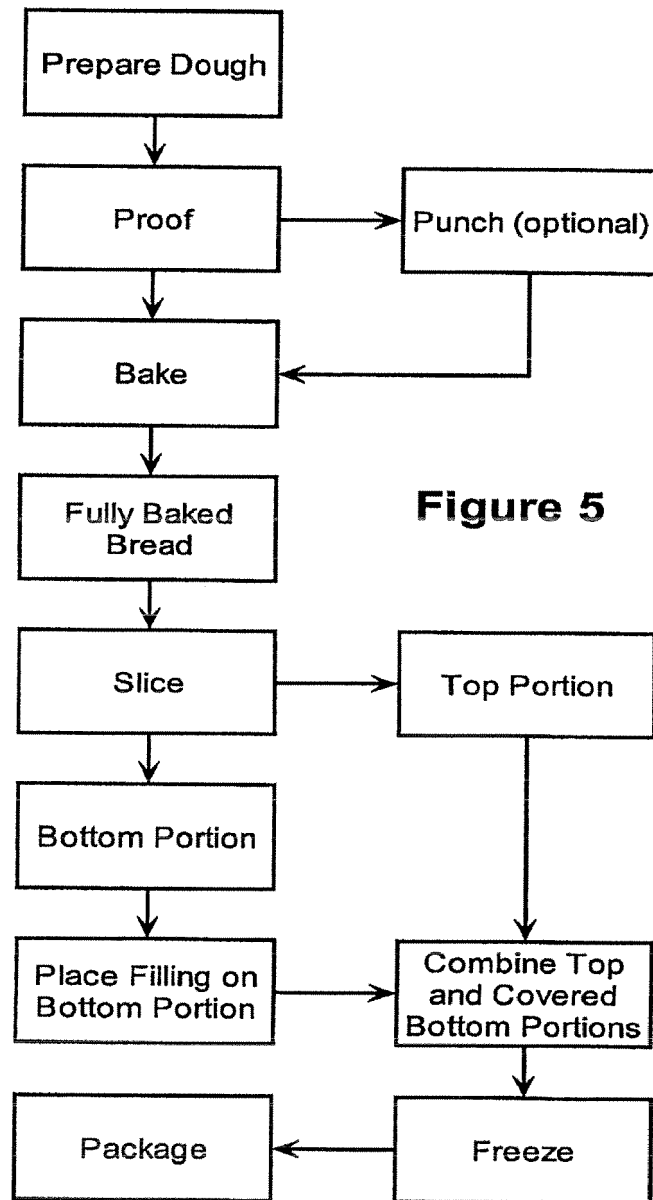 Prepare Dough
Proof
Punch (optional)
Bake
Fully Baked
Bread
Figure 5
Slice
Top Portion
Bottom Portion
Place Filling on
Bottom Portion
Combine Top
and Covered
Bottom Portions
Package
Freeze